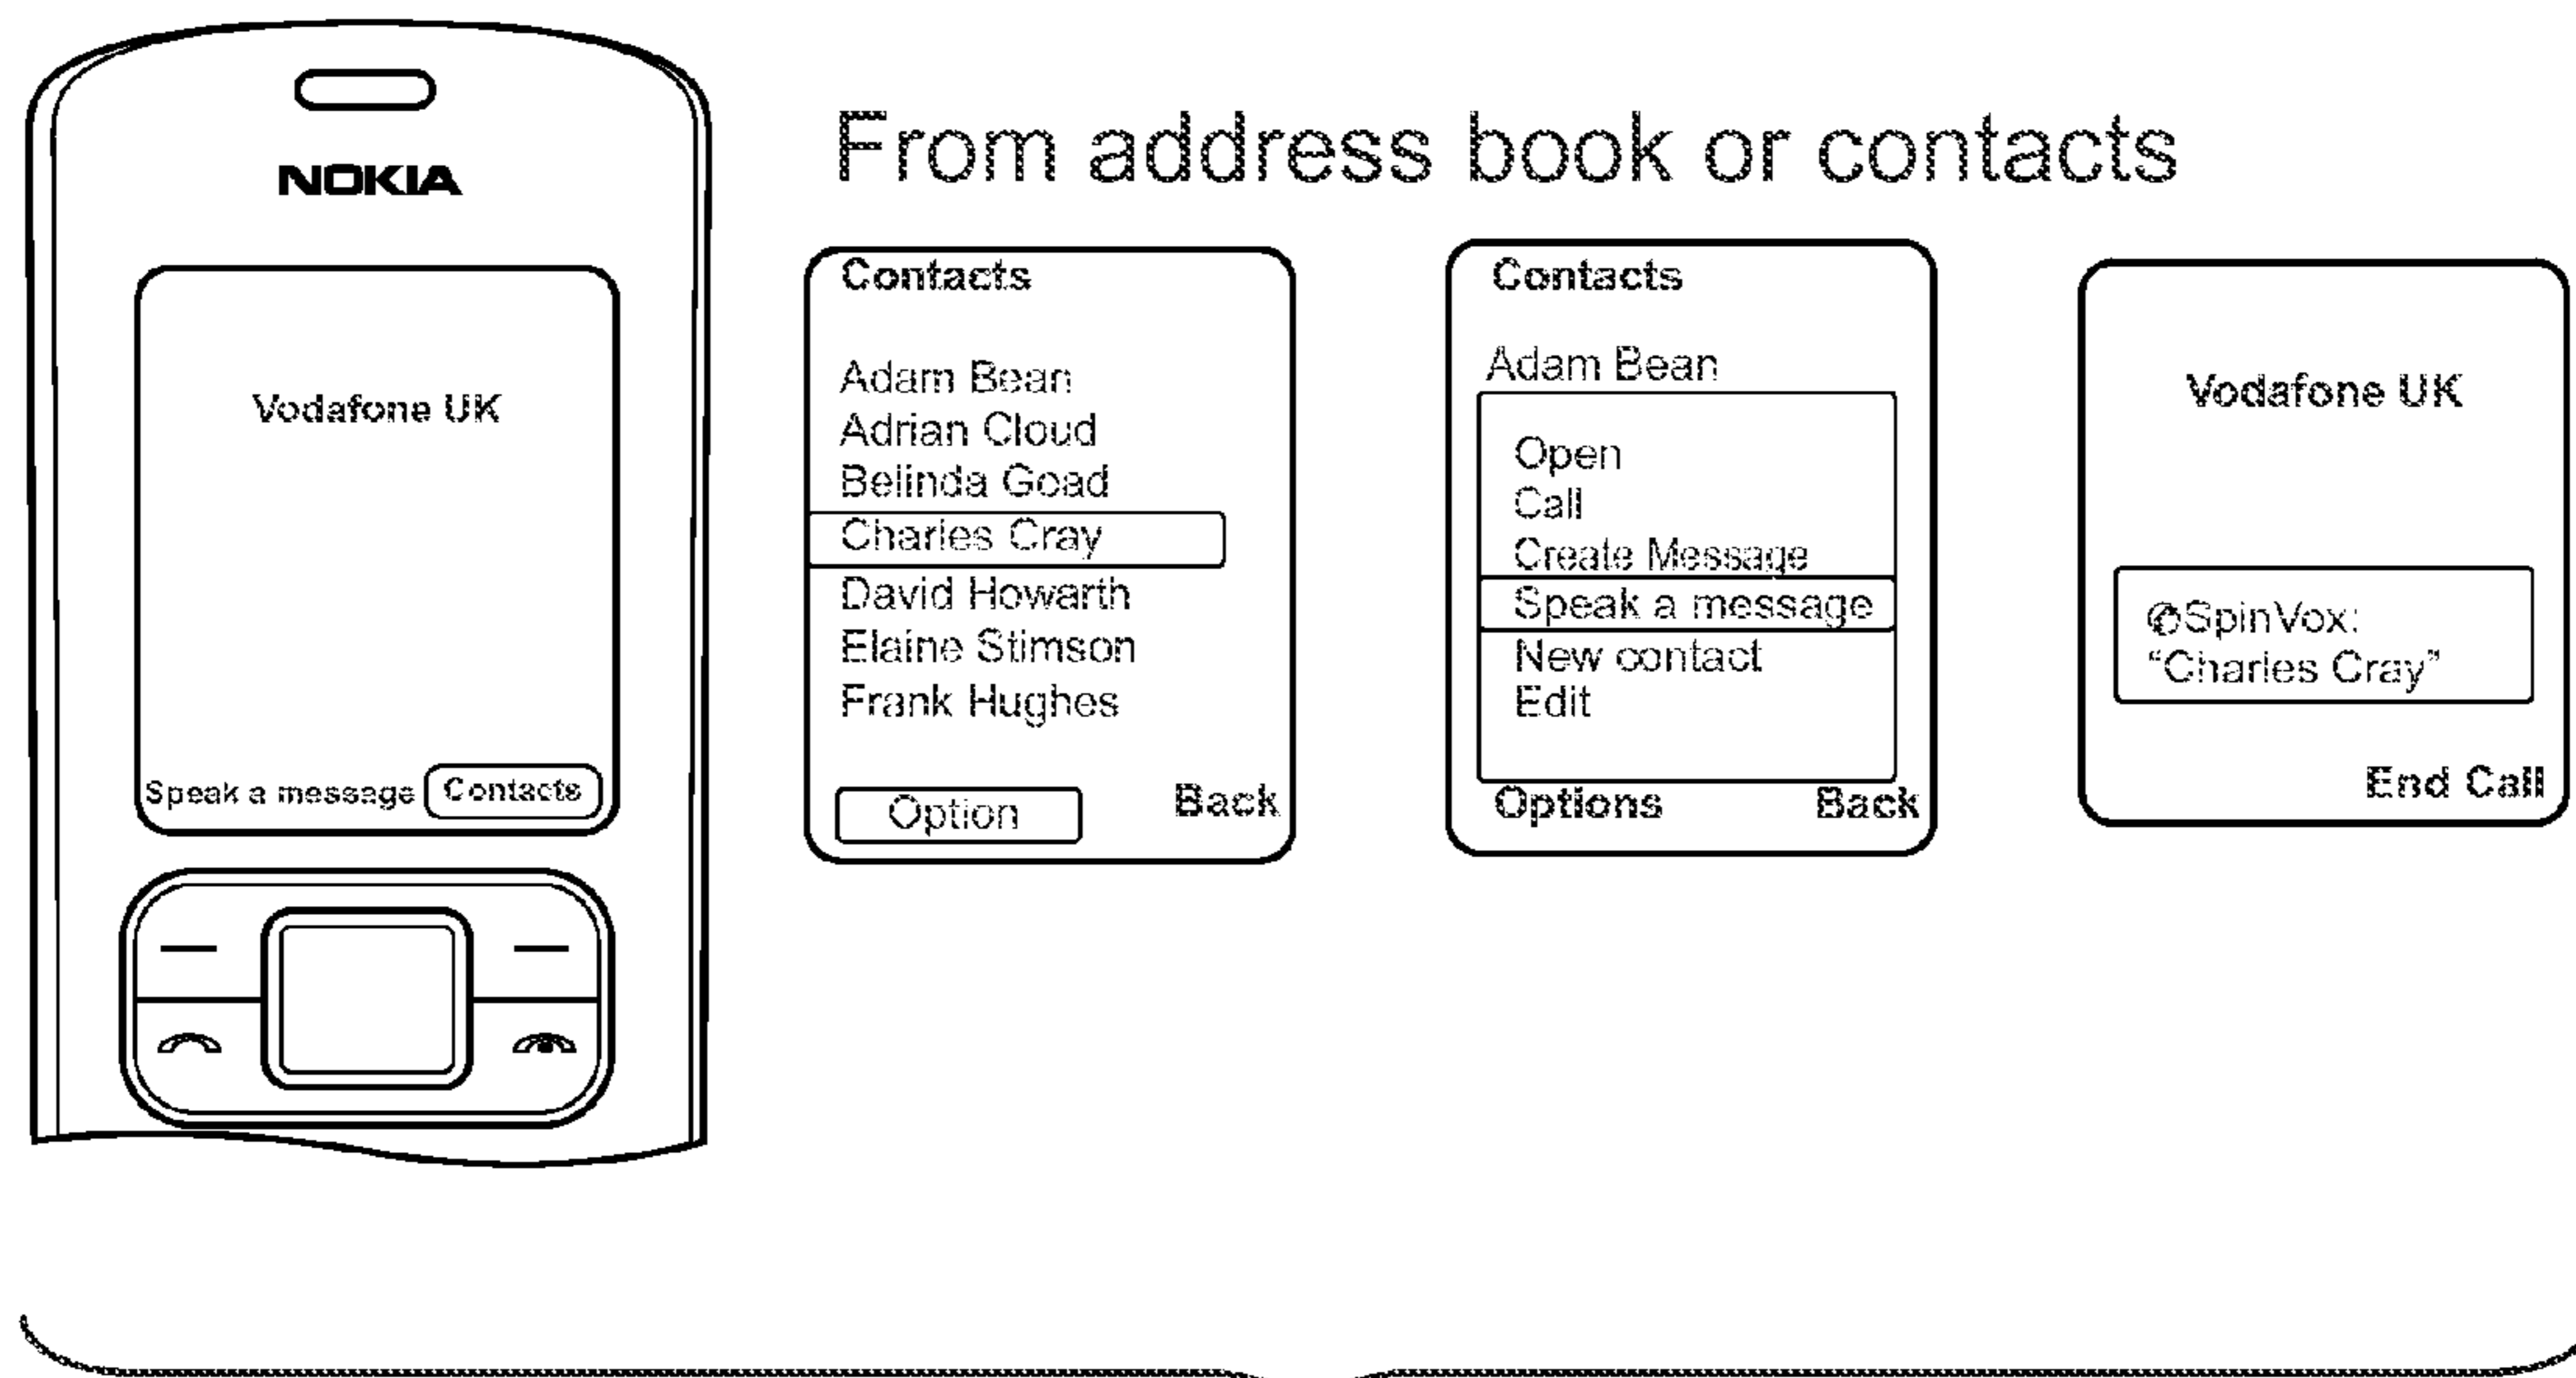 NOKIA
Vodafone UK
Speak a message Contacts
From address book or contacts
Contacts
Adam Bean
Adrian Cloud
Belinda Goad
Charles Cray
David Howarth
Elaine Stimson
Frank Hughes
Option Back
Contacts
Adam Bean
Open
Call
Create Message
Speak a message
New contact
Edit
Options Back
Vodafone UK
✆SpinVox:
“Charles Cray”
End Call